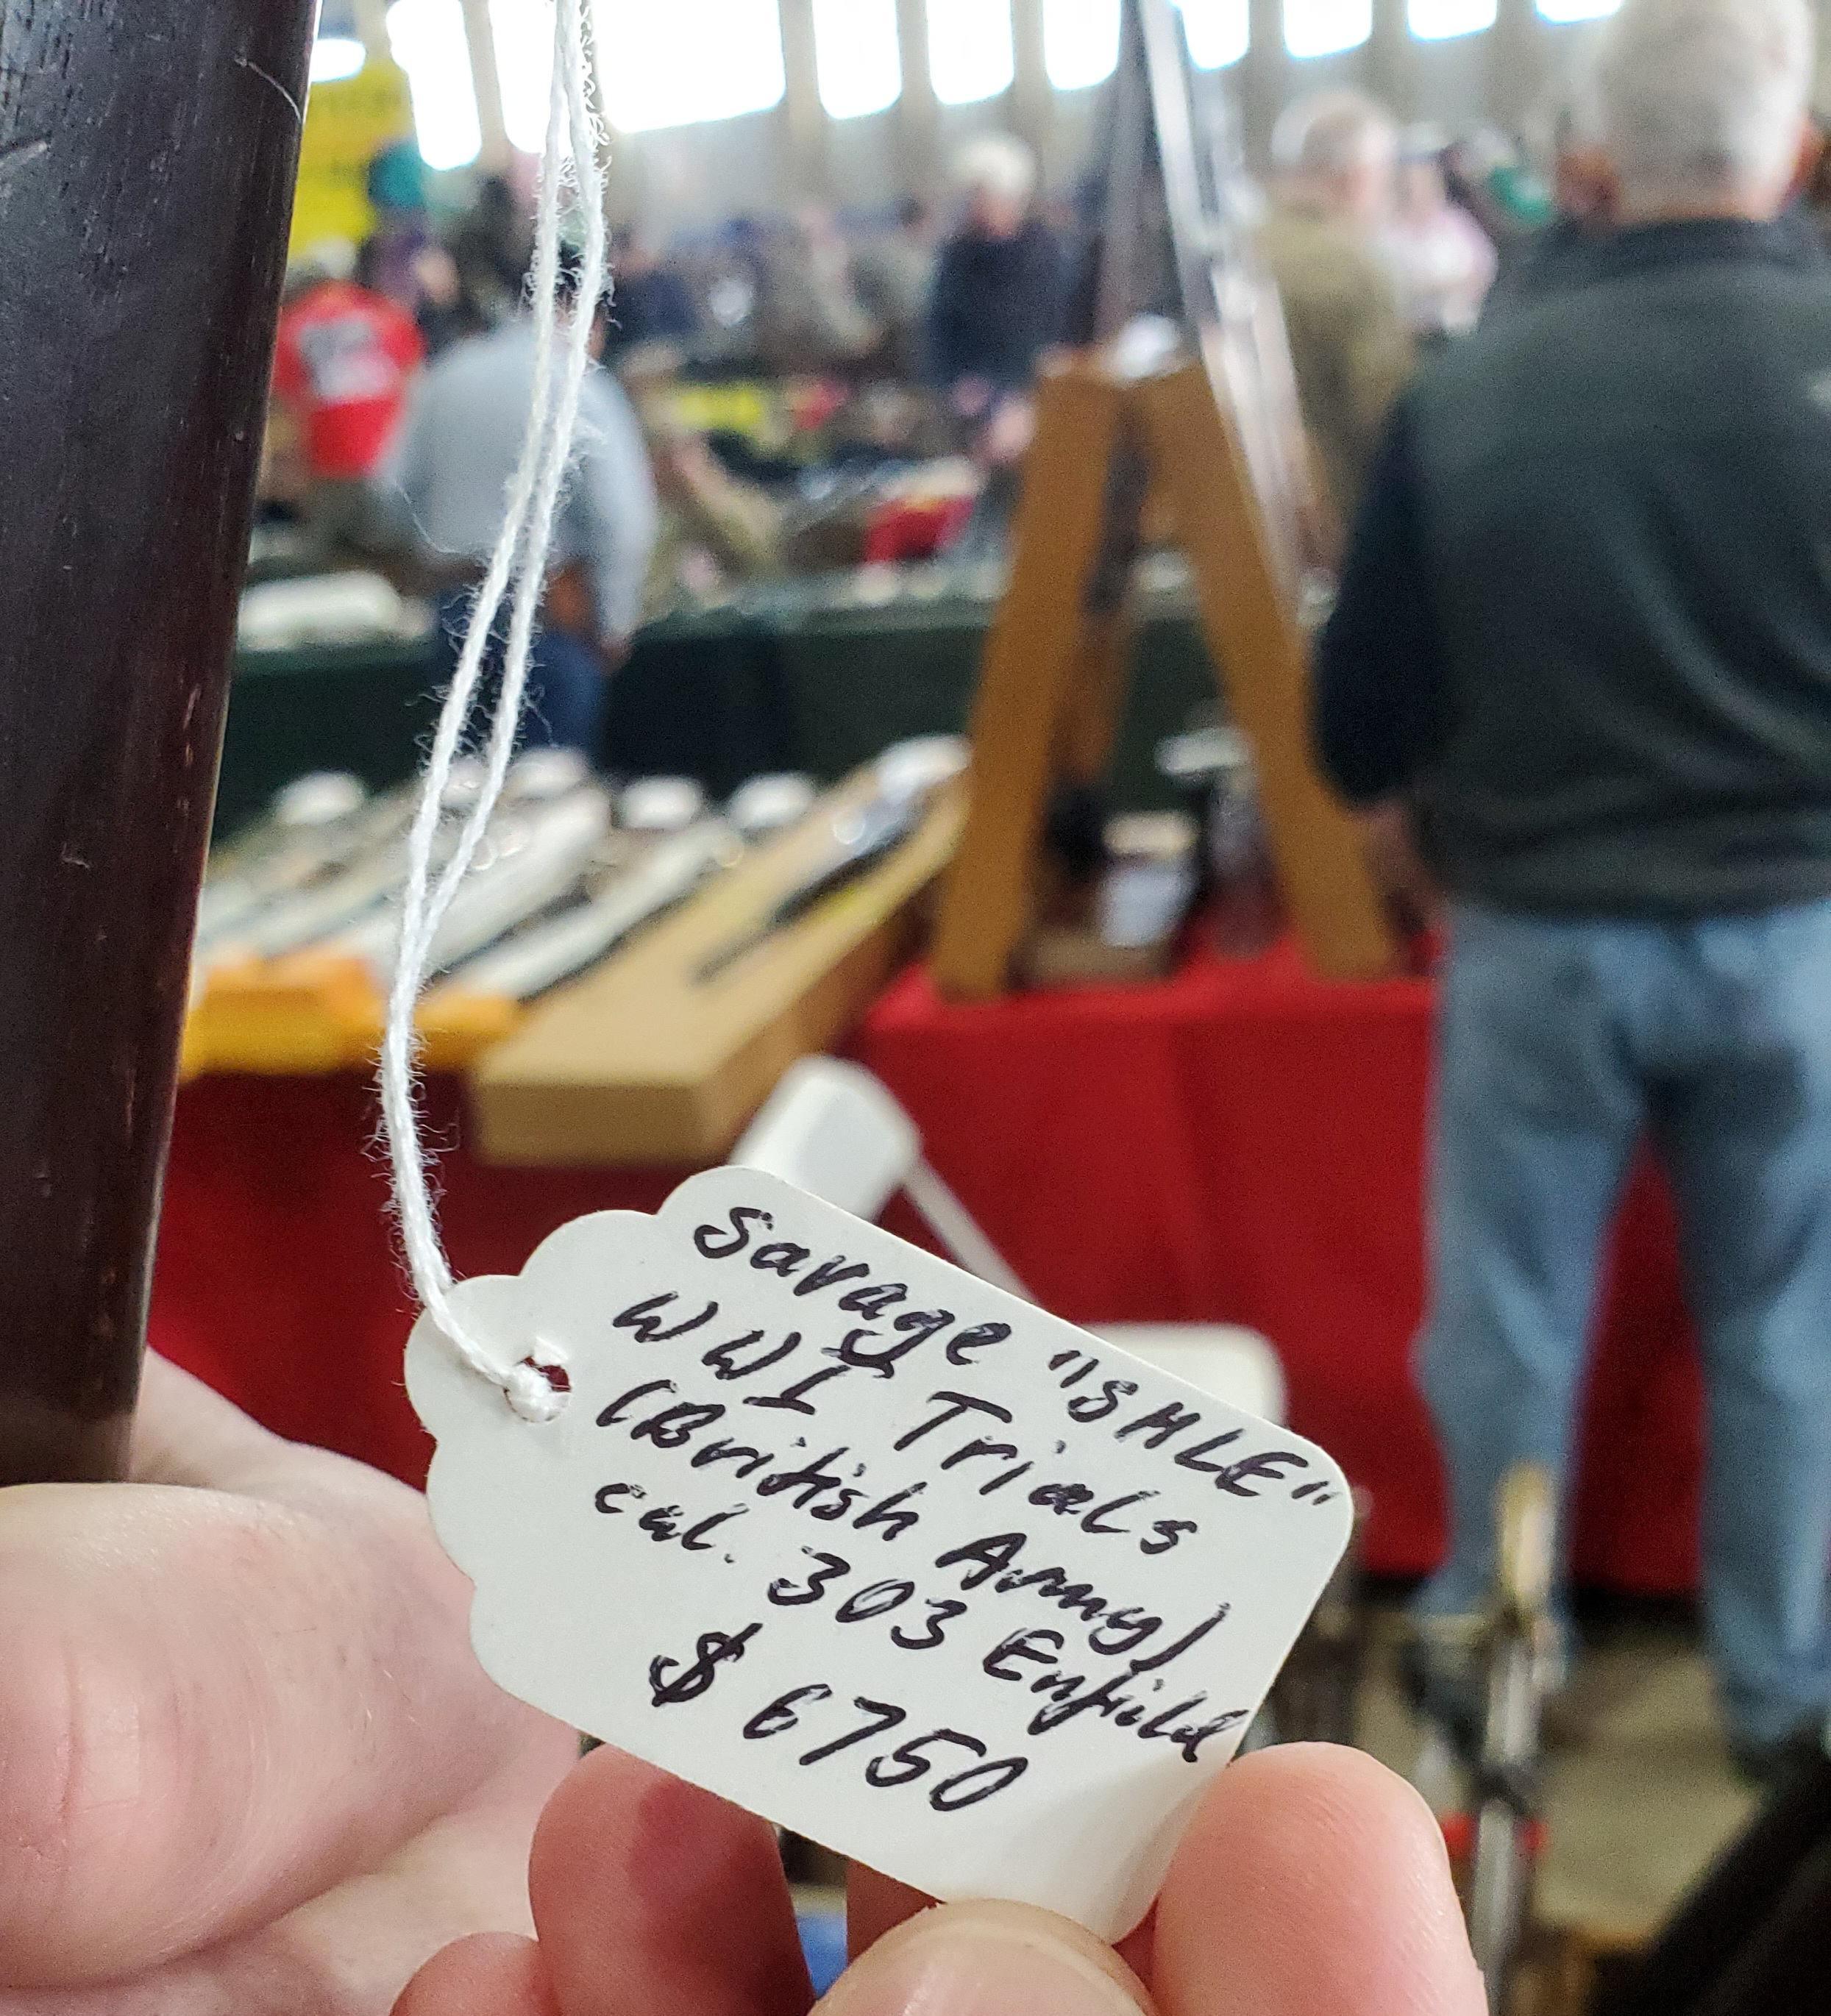 Savage "SMLE"
WWI Trials
(British Army)
cal. 303 Enfield
$6750